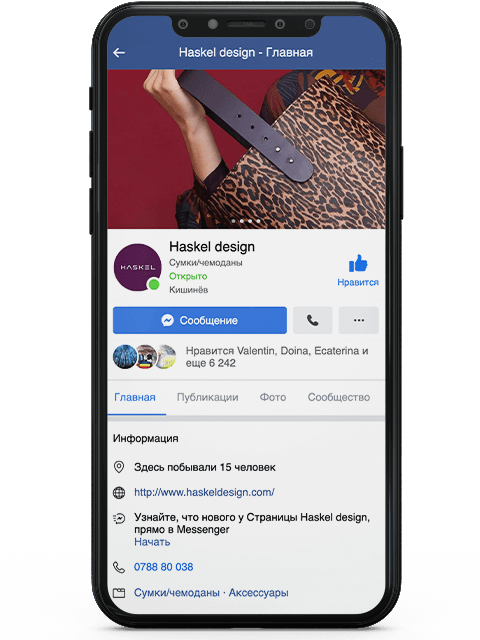 Haskel design - Главная
Haskel design
HASKEL
Сумки/чемоданы
Открыто
Кишинёв
Нравится
Сообщение
Нравится Valentin, Doina, Ecaterina и
еще 6 242
Главная Публикации Фото Сообщество
Информация
Здесь побывали 15 человек
http://www.haskeldesign.com/
Узнайте, что нового у Страницы Haskel design,
прямо в Messenger
Начать
0788 80 038
Сумки/чемоданы · Аксессуары